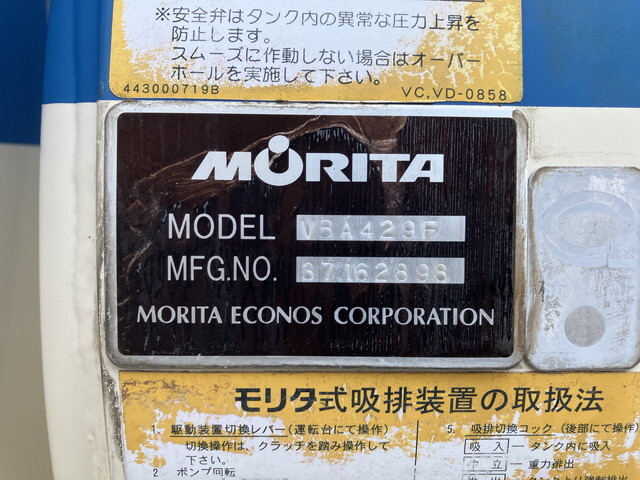 ※安全弁はタンク内の異常な圧力上昇を
防止します。
スムーズに作動しない場合はオーバー
ホールを実施して下さい。
443000719B
VC,VD-0858
MORITA
MODEL VBA429F
MFG.NO. 37162898
MORITA ECONOS CORPORATION
モリタ式吸排装置の取扱法
1. 駆動装置切換レバー(運転台にて操作)
切換操作は、クラッチを踏み操作して
下さい。
2 ポンプ回転
5. 吸排切換コック (後部にて操作)
吸入 ─ タンク内に吸入
中立 ─ 重力排出